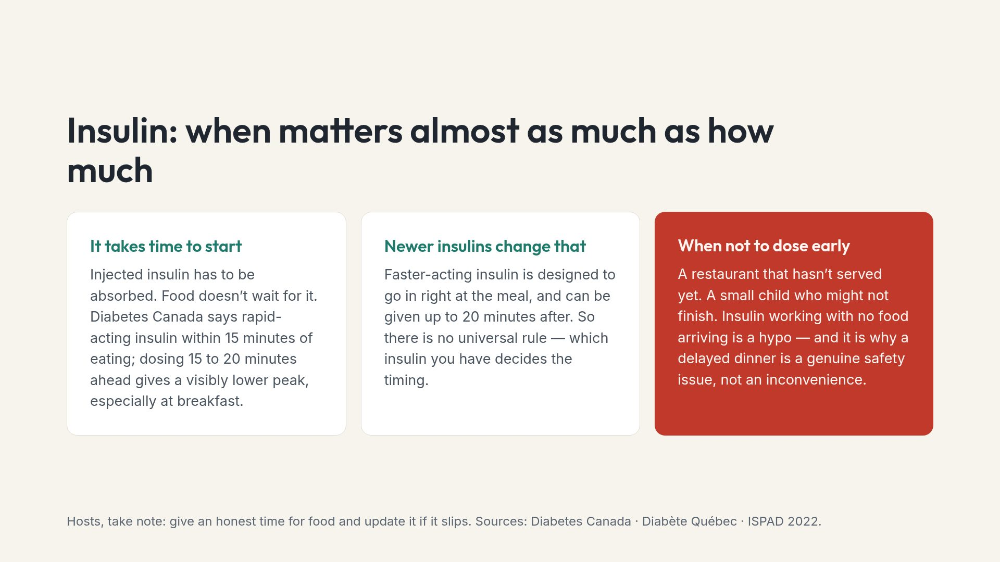 Insulin: when matters almost as much as how
much
It takes time to start
Injected insulin has to be
absorbed. Food doesn’t wait for it.
Diabetes Canada says rapid-
acting insulin within 15 minutes of
eating; dosing 15 to 20 minutes
ahead gives a visibly lower peak,
especially at breakfast.
Newer insulins change that
Faster-acting insulin is designed to
go in right at the meal, and can be
given up to 20 minutes after. So
there is no universal rule — which
insulin you have decides the
timing.
When not to dose early
A restaurant that hasn’t served
yet. A small child who might not
finish. Insulin working with no food
arriving is a hypo — and it is why a
delayed dinner is a genuine safety
issue, not an inconvenience.
Hosts, take note: give an honest time for food and update it if it slips. Sources: Diabetes Canada · Diabète Québec · ISPAD 2022.